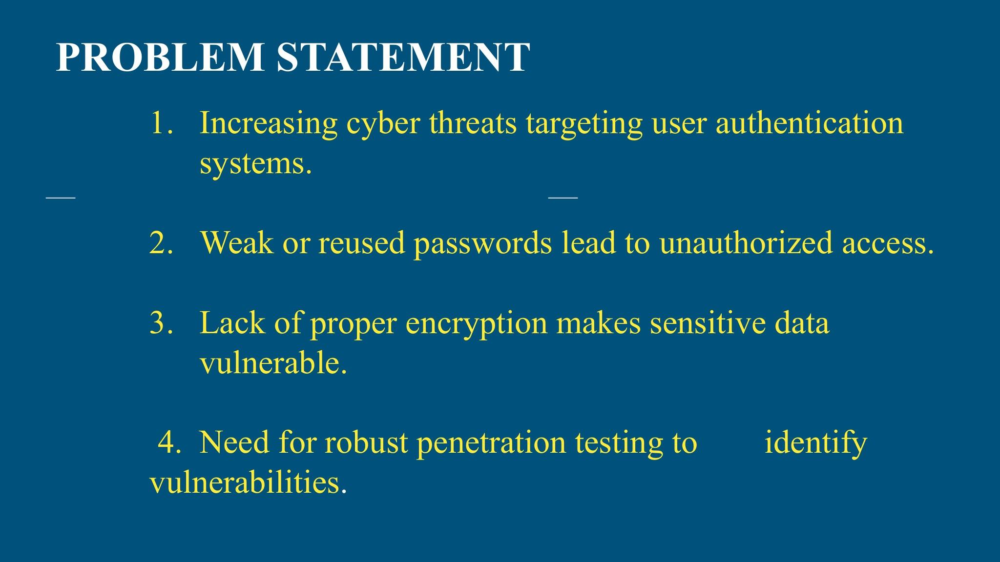 PROBLEM STATEMENT
1. Increasing cyber threats targeting user authentication
systems.
2. Weak or reused passwords lead to unauthorized access.
3. Lack of proper encryption makes sensitive data
vulnerable.
4. Need for robust penetration testing to identify
vulnerabilities.